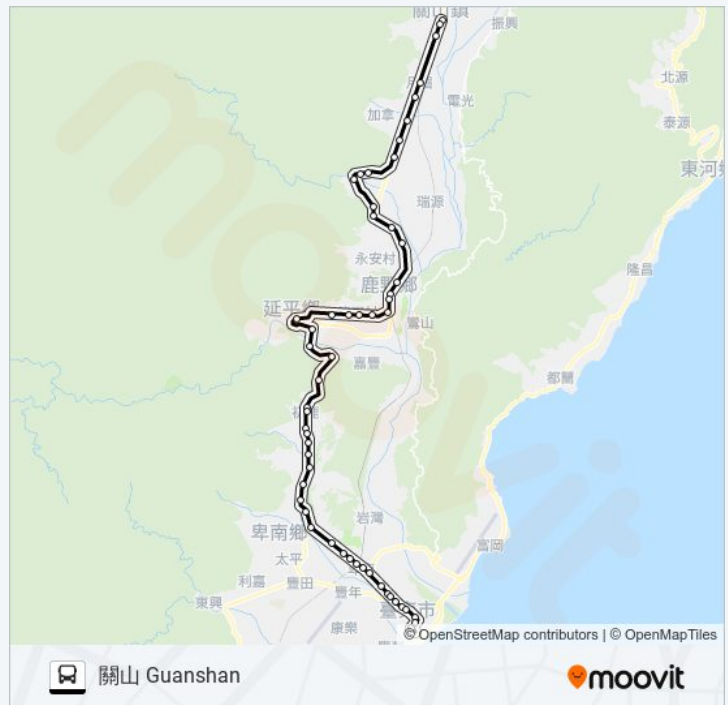 關山鎮
振興
北源
電光
加拿
泰源
東河鄉
瑞源
永安村
隆昌
鹿野鄉
延平鄉
鸞山
嘉豐
都蘭
初鹿
岩灣
卑南鄉
富岡
太平
利嘉
豐田
豐年
東興
臺東市
康樂
© OpenStreetMap contributors | © OpenMapTiles
關山 Guanshan
moovit